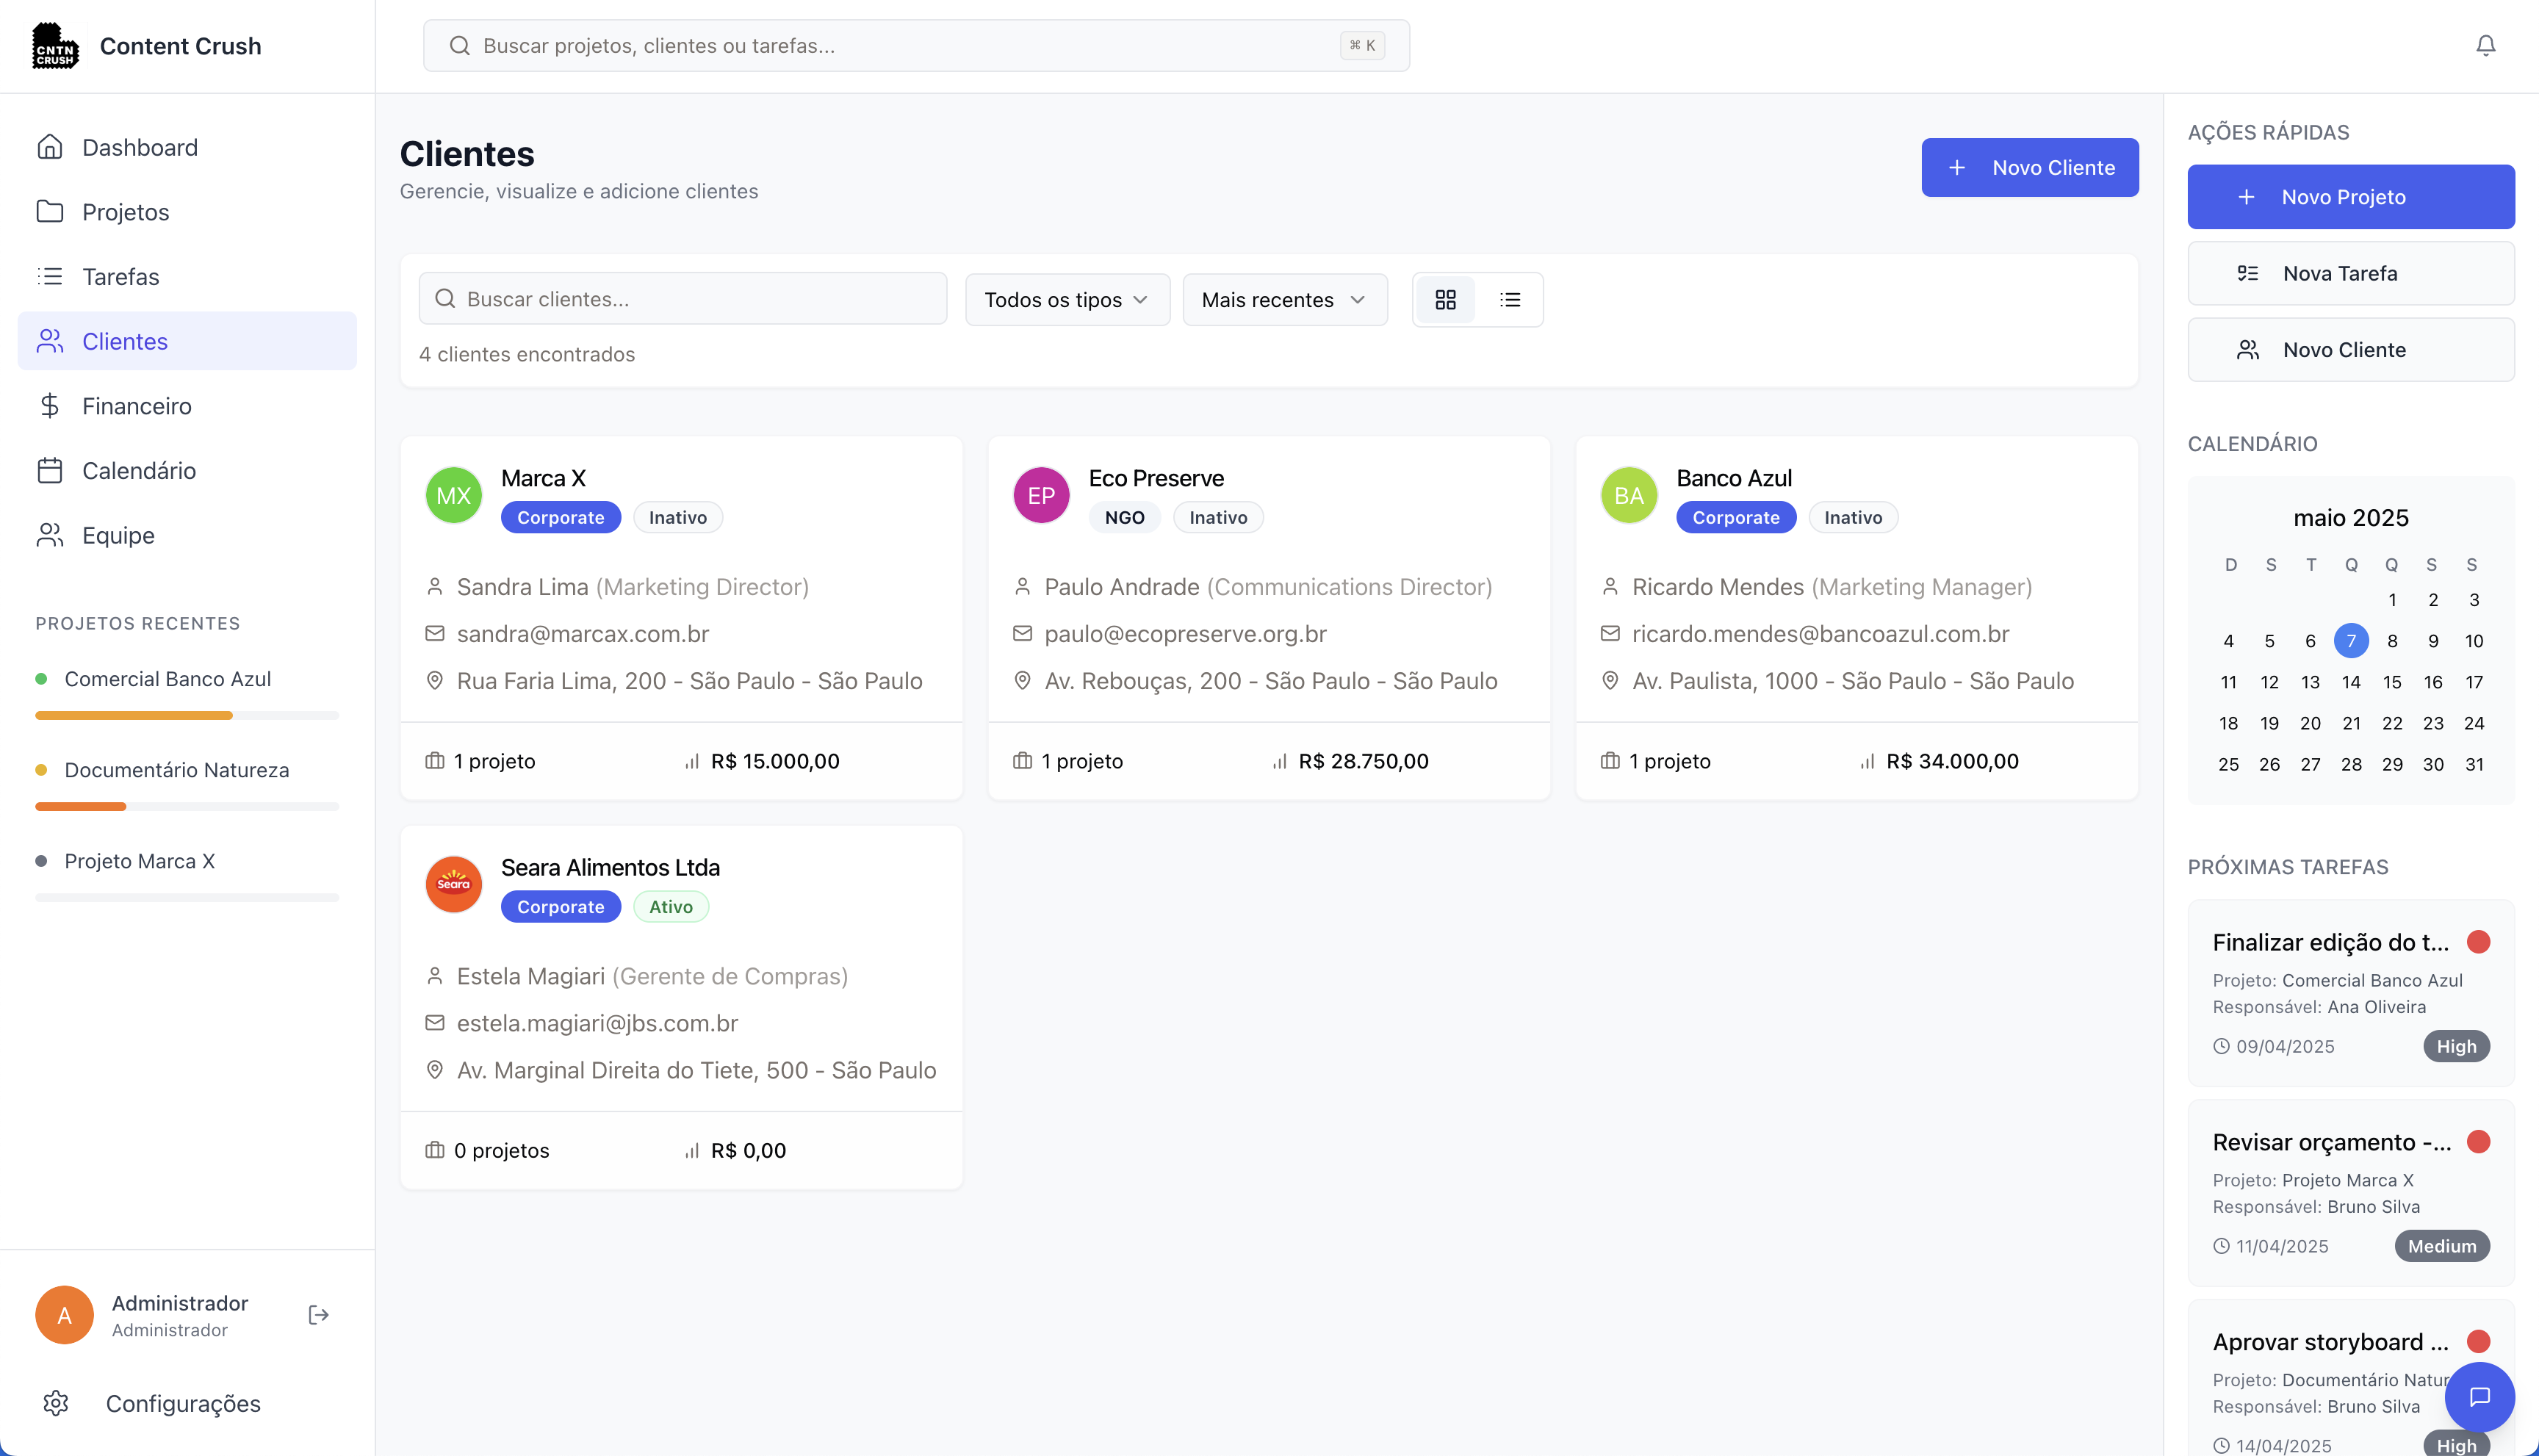 CNTN
CRUSH
Content Crush
Buscar projetos, clientes ou tarefas...
⌘ K
Dashboard
Projetos
Tarefas
Clientes
Financeiro
Calendário
Equipe
PROJETOS RECENTES
Comercial Banco Azul
Documentário Natureza
Projeto Marca X
A
Administrador
Administrador
Configurações
Clientes
Gerencie, visualize e adicione clientes
Novo Cliente
Buscar clientes...
Todos os tipos
Mais recentes
4 clientes encontrados
MX
Marca X
Corporate
Inativo
Sandra Lima (Marketing Director)
sandra@marcax.com.br
Rua Faria Lima, 200 - São Paulo - São Paulo
1 projeto
R$ 15.000,00
EP
Eco Preserve
NGO
Inativo
Paulo Andrade (Communications Director)
paulo@ecopreserve.org.br
Av. Rebouças, 200 - São Paulo - São Paulo
1 projeto
R$ 28.750,00
BA
Banco Azul
Corporate
Inativo
Ricardo Mendes (Marketing Manager)
ricardo.mendes@bancoazul.com.br
Av. Paulista, 1000 - São Paulo - São Paulo
1 projeto
R$ 34.000,00
Seara
Seara Alimentos Ltda
Corporate
Ativo
Estela Magiari (Gerente de Compras)
estela.magiari@jbs.com.br
Av. Marginal Direita do Tiete, 500 - São Paulo
0 projetos
R$ 0,00
AÇÕES RÁPIDAS
Novo Projeto
Nova Tarefa
Novo Cliente
CALENDÁRIO
maio 2025
D S T Q Q S S
1 2 3
4 5 6 7 8 9 10
11 12 13 14 15 16 17
18 19 20 21 22 23 24
25 26 27 28 29 30 31
PRÓXIMAS TAREFAS
Finalizar edição do t...
Projeto: Comercial Banco Azul
Responsável: Ana Oliveira
09/04/2025
High
Revisar orçamento -...
Projeto: Projeto Marca X
Responsável: Bruno Silva
11/04/2025
Medium
Aprovar storyboard ...
Projeto: Documentário Natur
Responsável: Bruno Silva
14/04/2025
High